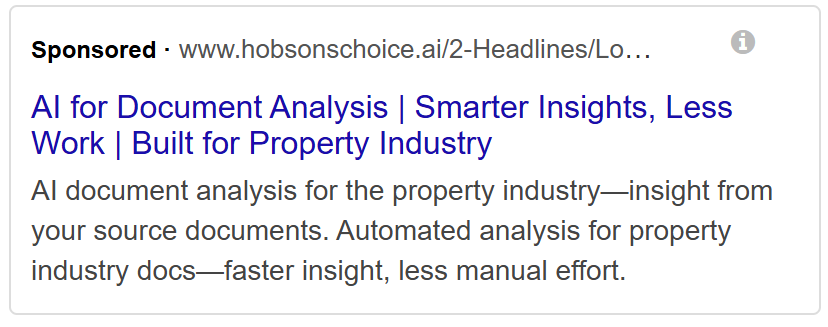 Sponsored · www.hobsonschoice.ai/2-Headlines/Lo...
AI for Document Analysis | Smarter Insights, Less
Work | Built for Property Industry
AI document analysis for the property industry—insight from
your source documents. Automated analysis for property
industry docs—faster insight, less manual effort.